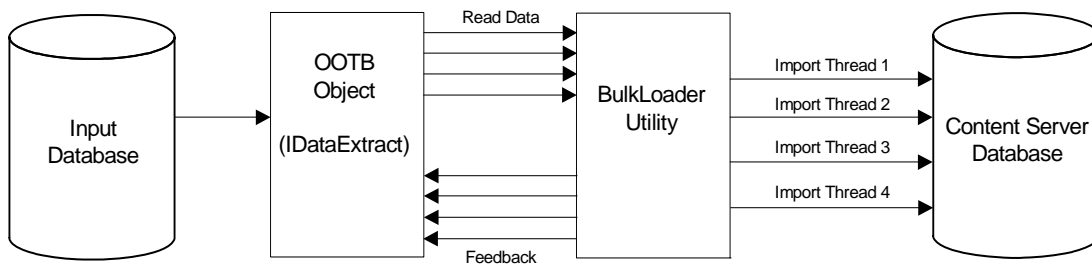 Input
Database
OOTB
Object
(IDataExtract)
Read Data
Feedback
BulkLoader
Utility
Import Thread 1
Import Thread 2
Import Thread 3
Import Thread 4
Content Server
Database